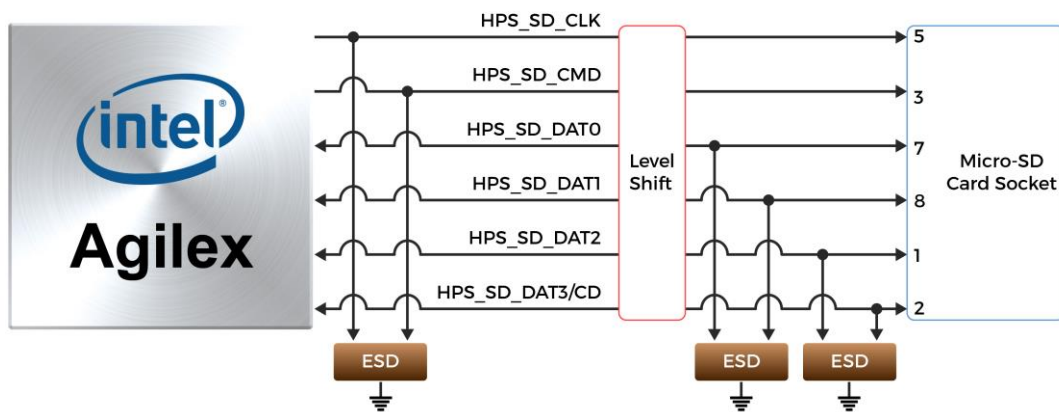 HPS_SD_CLK
5
HPS_SD_CMD
3
intel®
HPS_SD_DAT0
7
Level
Shift
Micro-SD
Card Socket
HPS_SD_DAT1
8
Agilex
HPS_SD_DAT2
1
HPS_SD_DAT3/CD
2
ESD
ESD
ESD